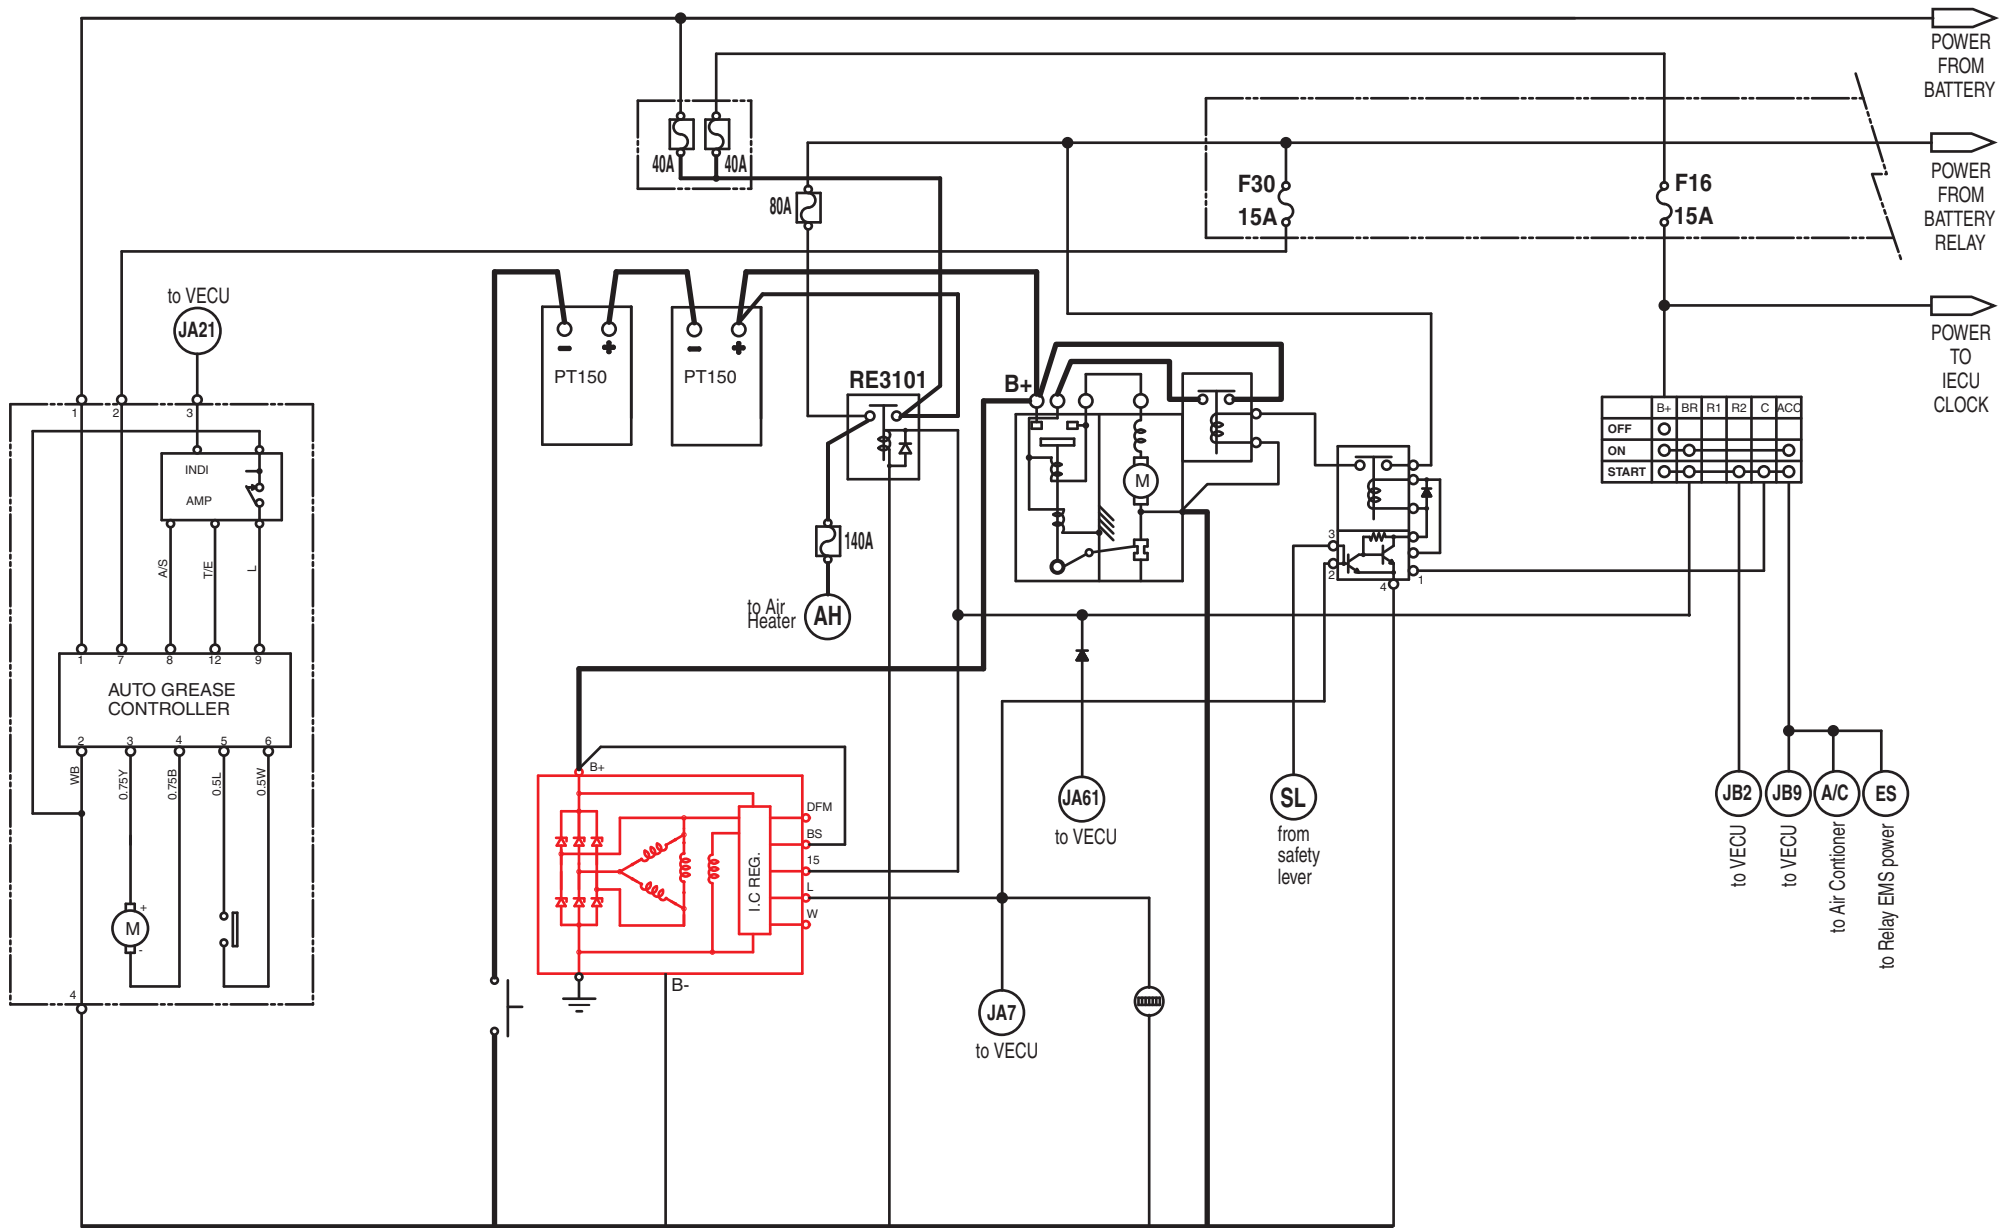 POWER
FROM
BATTERY
40A
40A
80A
F30
15A
F16
15A
POWER
FROM
BATTERY
RELAY
to VECU
JA21
POWER
TO
IECU
CLOCK
PT150
PT150
RE3101
B+
B+ BR R1 R2 C ACC
OFF
ON
START
1
2
3
INDI
AMP
M
140A
3
2
1
4
A/S
T/E
L
to Air
Heater
AH
1
7
8
12
9
AUTO GREASE
CONTROLLER
2
3
4
5
6
WB
0.75Y
0.75B
0.5L
0.5W
B+
DFM
BS
15
L
W
I.C REG.
B-
JA61
to VECU
SL
from
safety
lever
JB2
JB9
A/C
ES
to VECU
to VECU
to Air Contioner
to Relay EMS power
M
+
-
4
JA7
to VECU